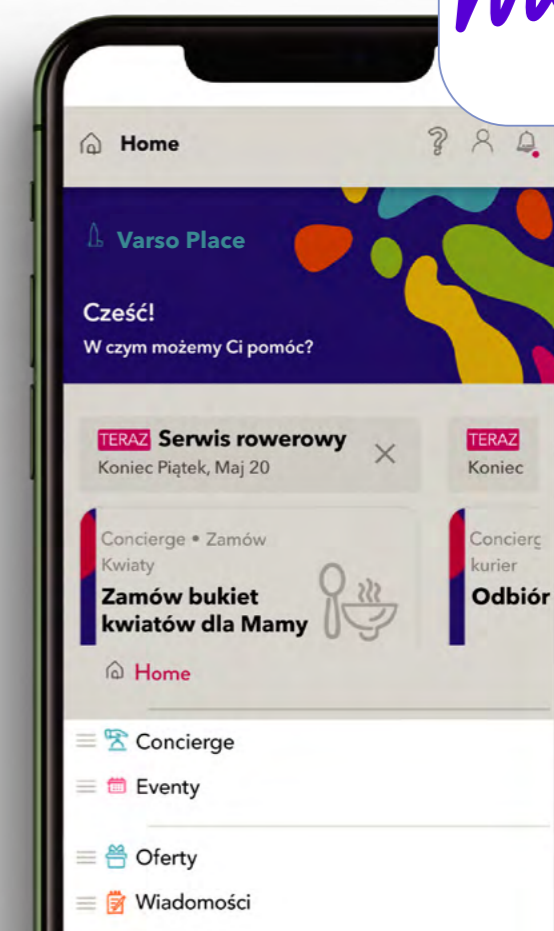 Home
Varso Place
Cześć!
W czym możemy Ci pomóc?
TERAZ Serwis rowerowy
Koniec Piątek, Maj 20
TERAZ
Koniec
Concierge • Zamów
Kwiaty
Zamów bukiet
kwiatów dla Mamy
kurier
Odbiór
Home
Concierge
Eventy
Oferty
Wiadomości